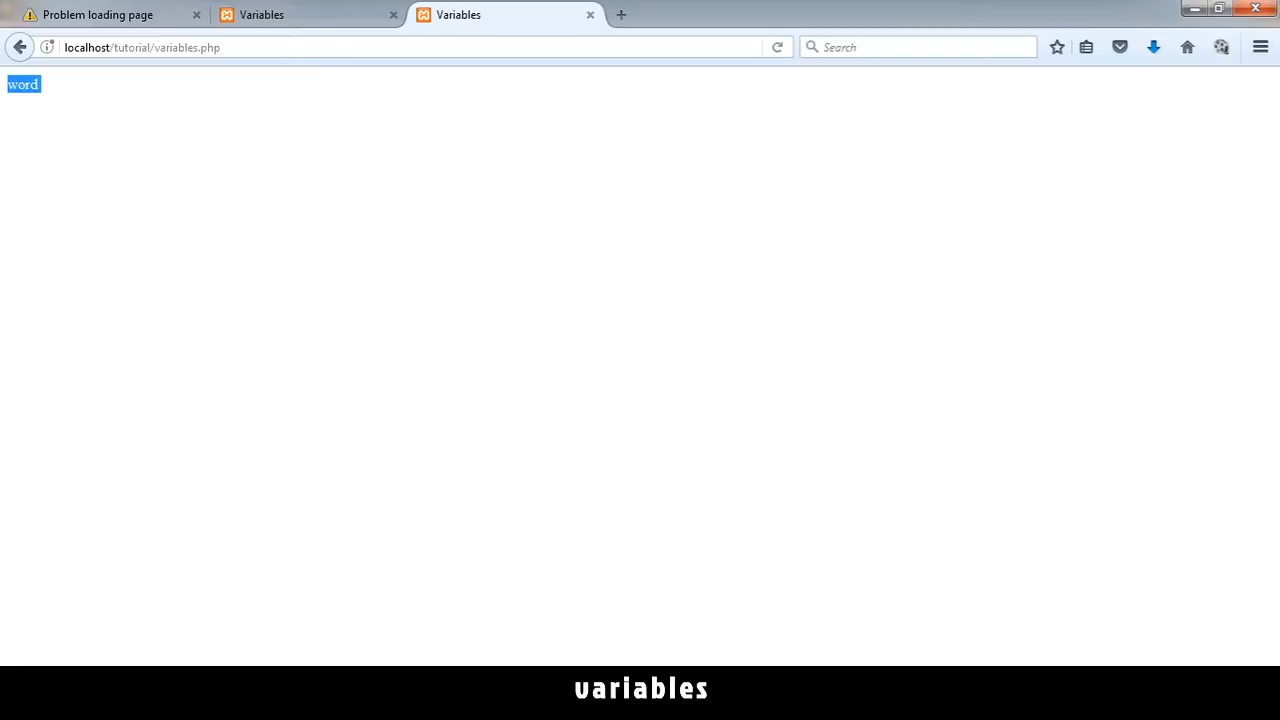 Problem loading page
Variables
Variables
localhost/tutorial/variables.php
Search
word
variables